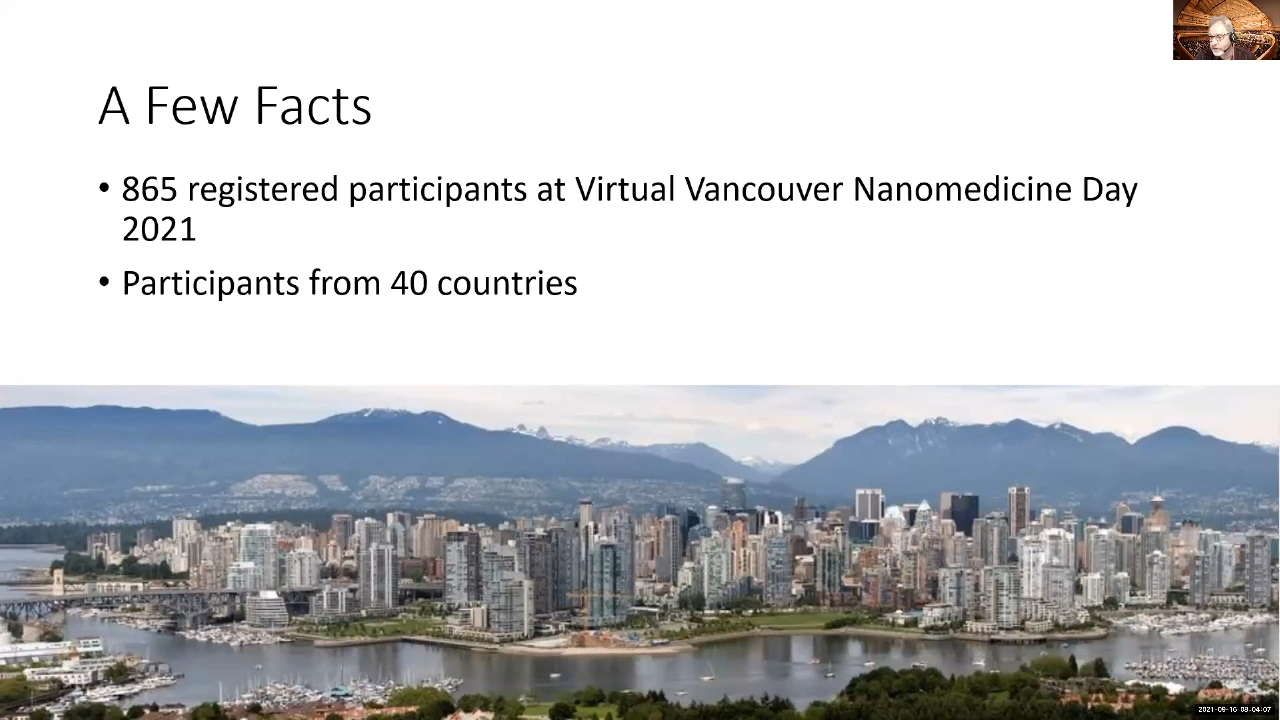 A Few Facts
• 865 registered participants at Virtual Vancouver Nanomedicine Day
2021
• Participants from 40 countries
2021-09-16 09:04:07